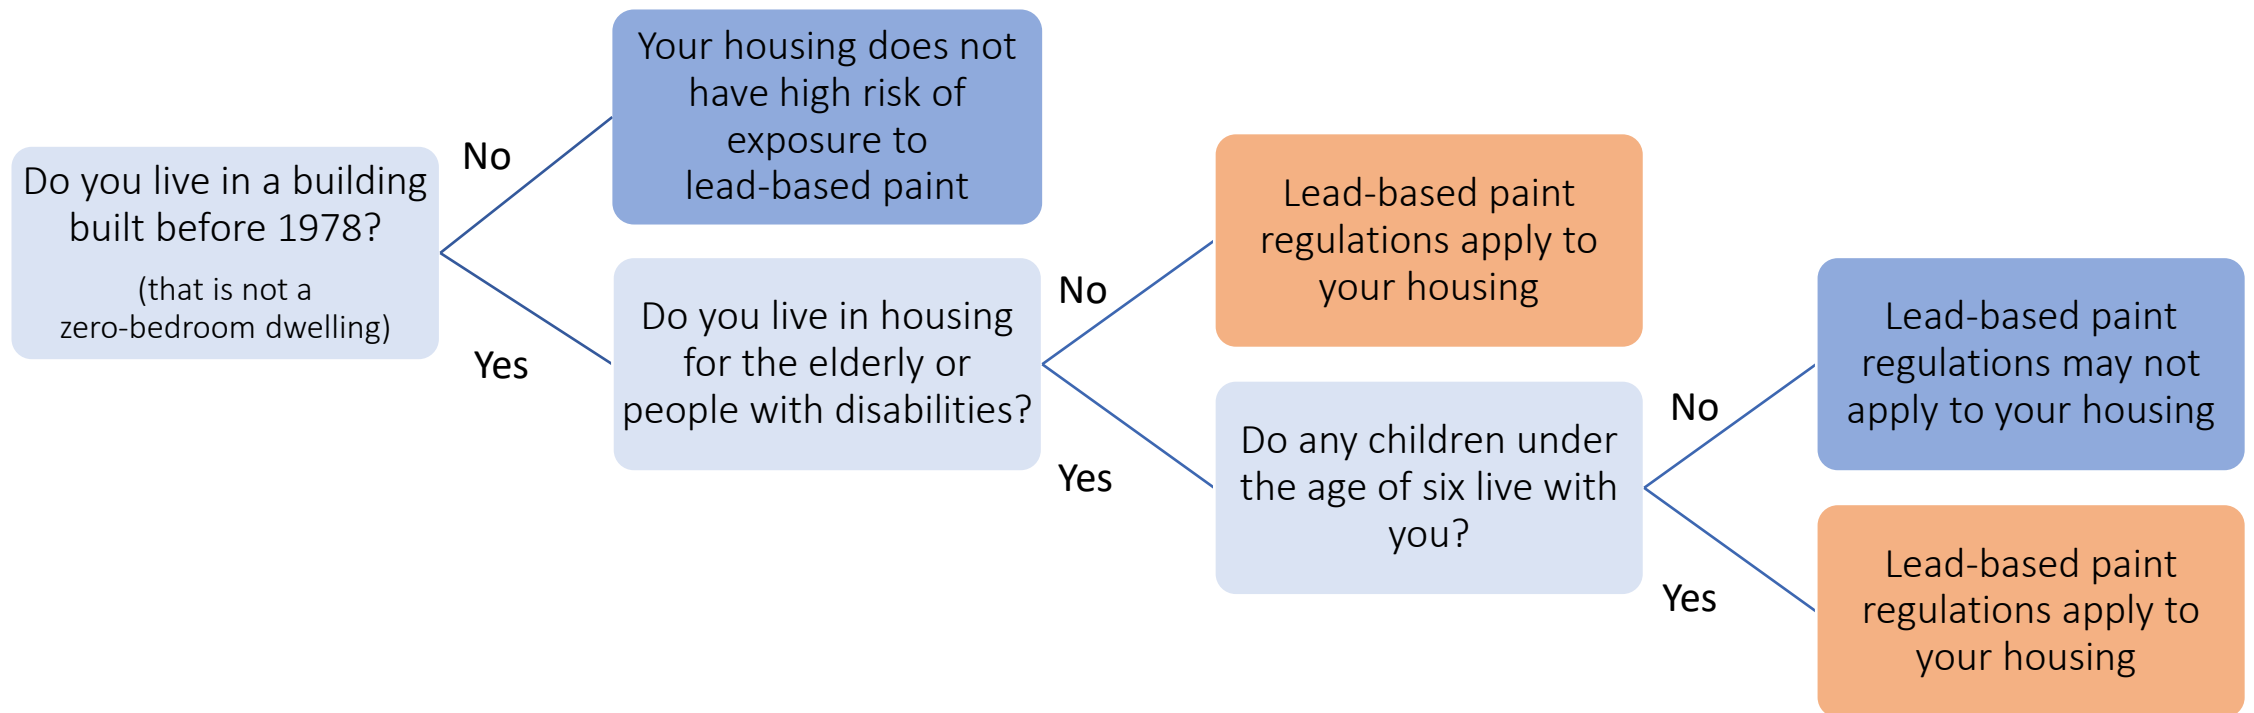 Do you live in a building
built before 1978?
(that is not a
zero-bedroom dwelling)
No
Yes
Your housing does not
have high risk of
exposure to
lead-based paint
Do you live in housing
for the elderly or
people with disabilities?
No
Yes
Lead-based paint
regulations apply to
your housing
Do any children under
the age of six live with
you?
No
Yes
Lead-based paint
regulations may not
apply to your housing
Lead-based paint
regulations apply to
your housing